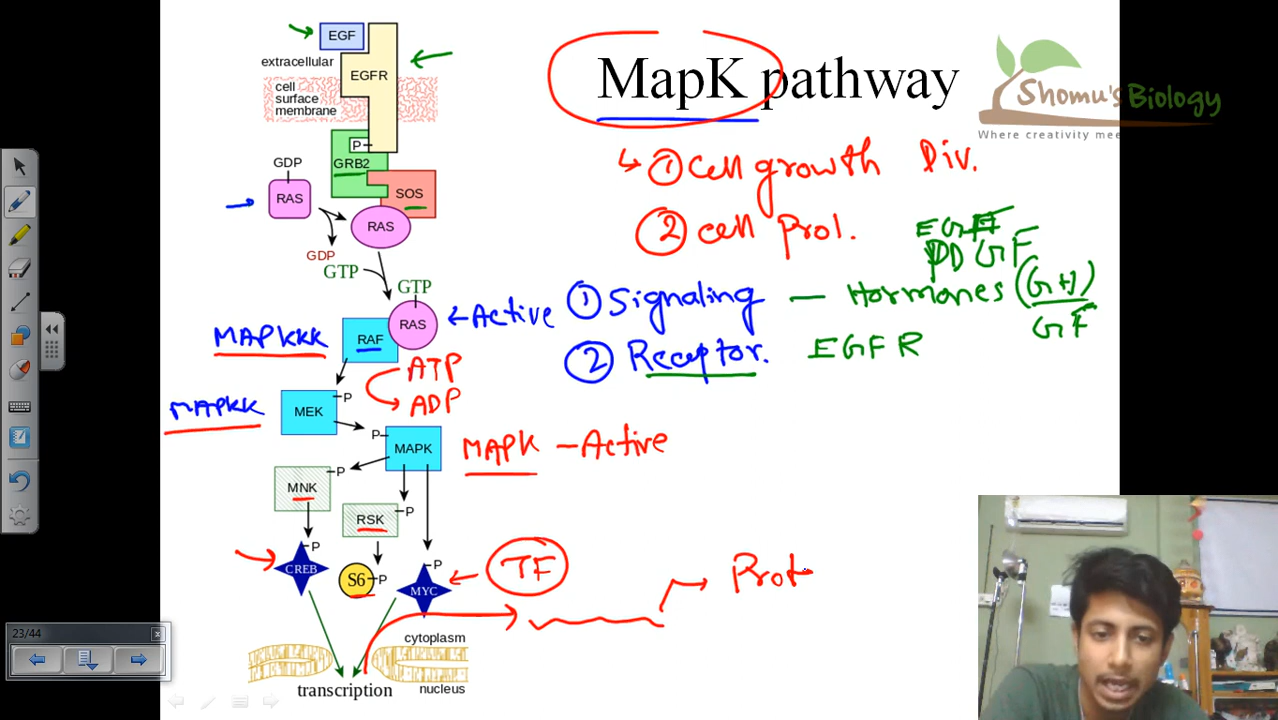 EGF
extracellular
EGFR
cell
surface
membrane
P
GRB2
GDP
RAS
SOS
RAS
GDP
GTP
GTP
RAS
RAF
MEK
P
P
MAPK
MNK
P
RSK
P
P
CREB
S6
P
P
MYC
cytoplasm
transcription
nucleus
MapK pathway
Shomu's Biology
Where creativity mee
① Cell growth Div.
② cell Prol.
EGF
PDGF
① Signaling — Hormones (GH)
GF
② Receptor. EGFR
←Active
MAPKKK
ATP
ADP
MAPKK
MAPK – Active
TF
Prot
23/44